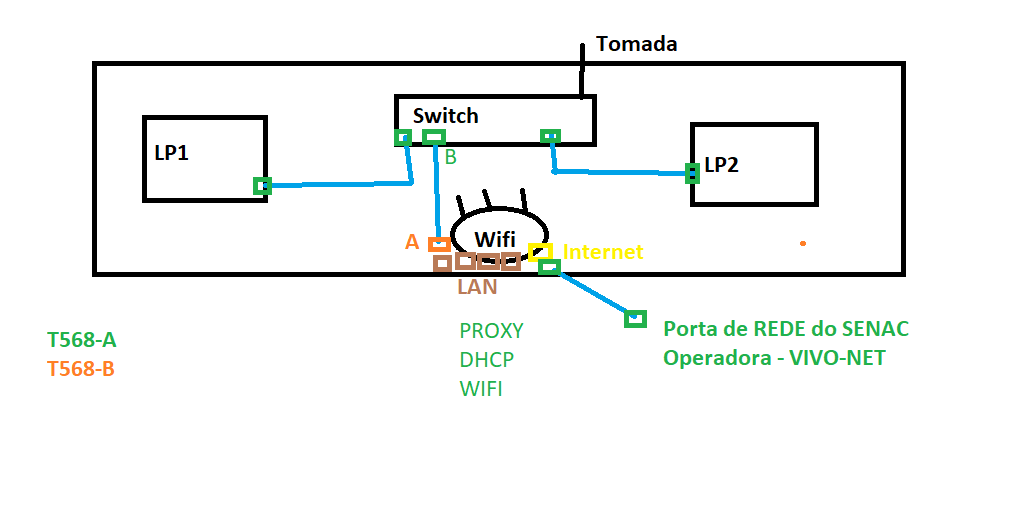 Tomada
Switch
LP1
B
LP2
A
Wifi
Internet
LAN
PROXY
DHCP
WIFI
T568-A
T568-B
Porta de REDE do SENAC
Operadora - VIVO-NET